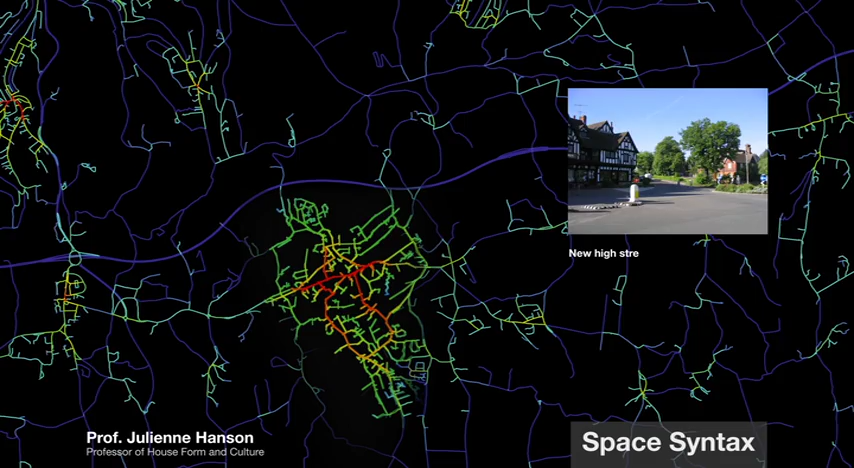 New high stre
Prof. Julienne Hanson
Professor of House Form and Culture
Space Syntax